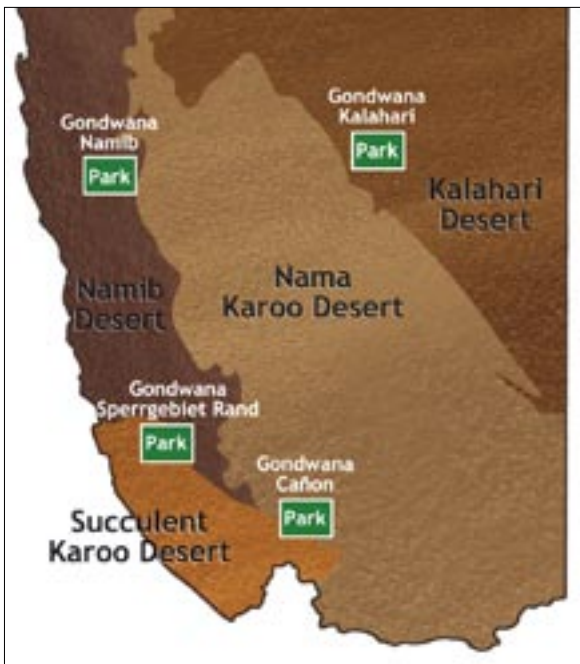 Gondwana
Kalahari
Park
Gondwana
Namib
Park
Kalahari
Desert
Nama
Karoo Desert
Namib
Desert
Gondwana
Sperrgebiet Rand
Park
Gondwana
Cañon
Park
Succulent
Karoo Desert